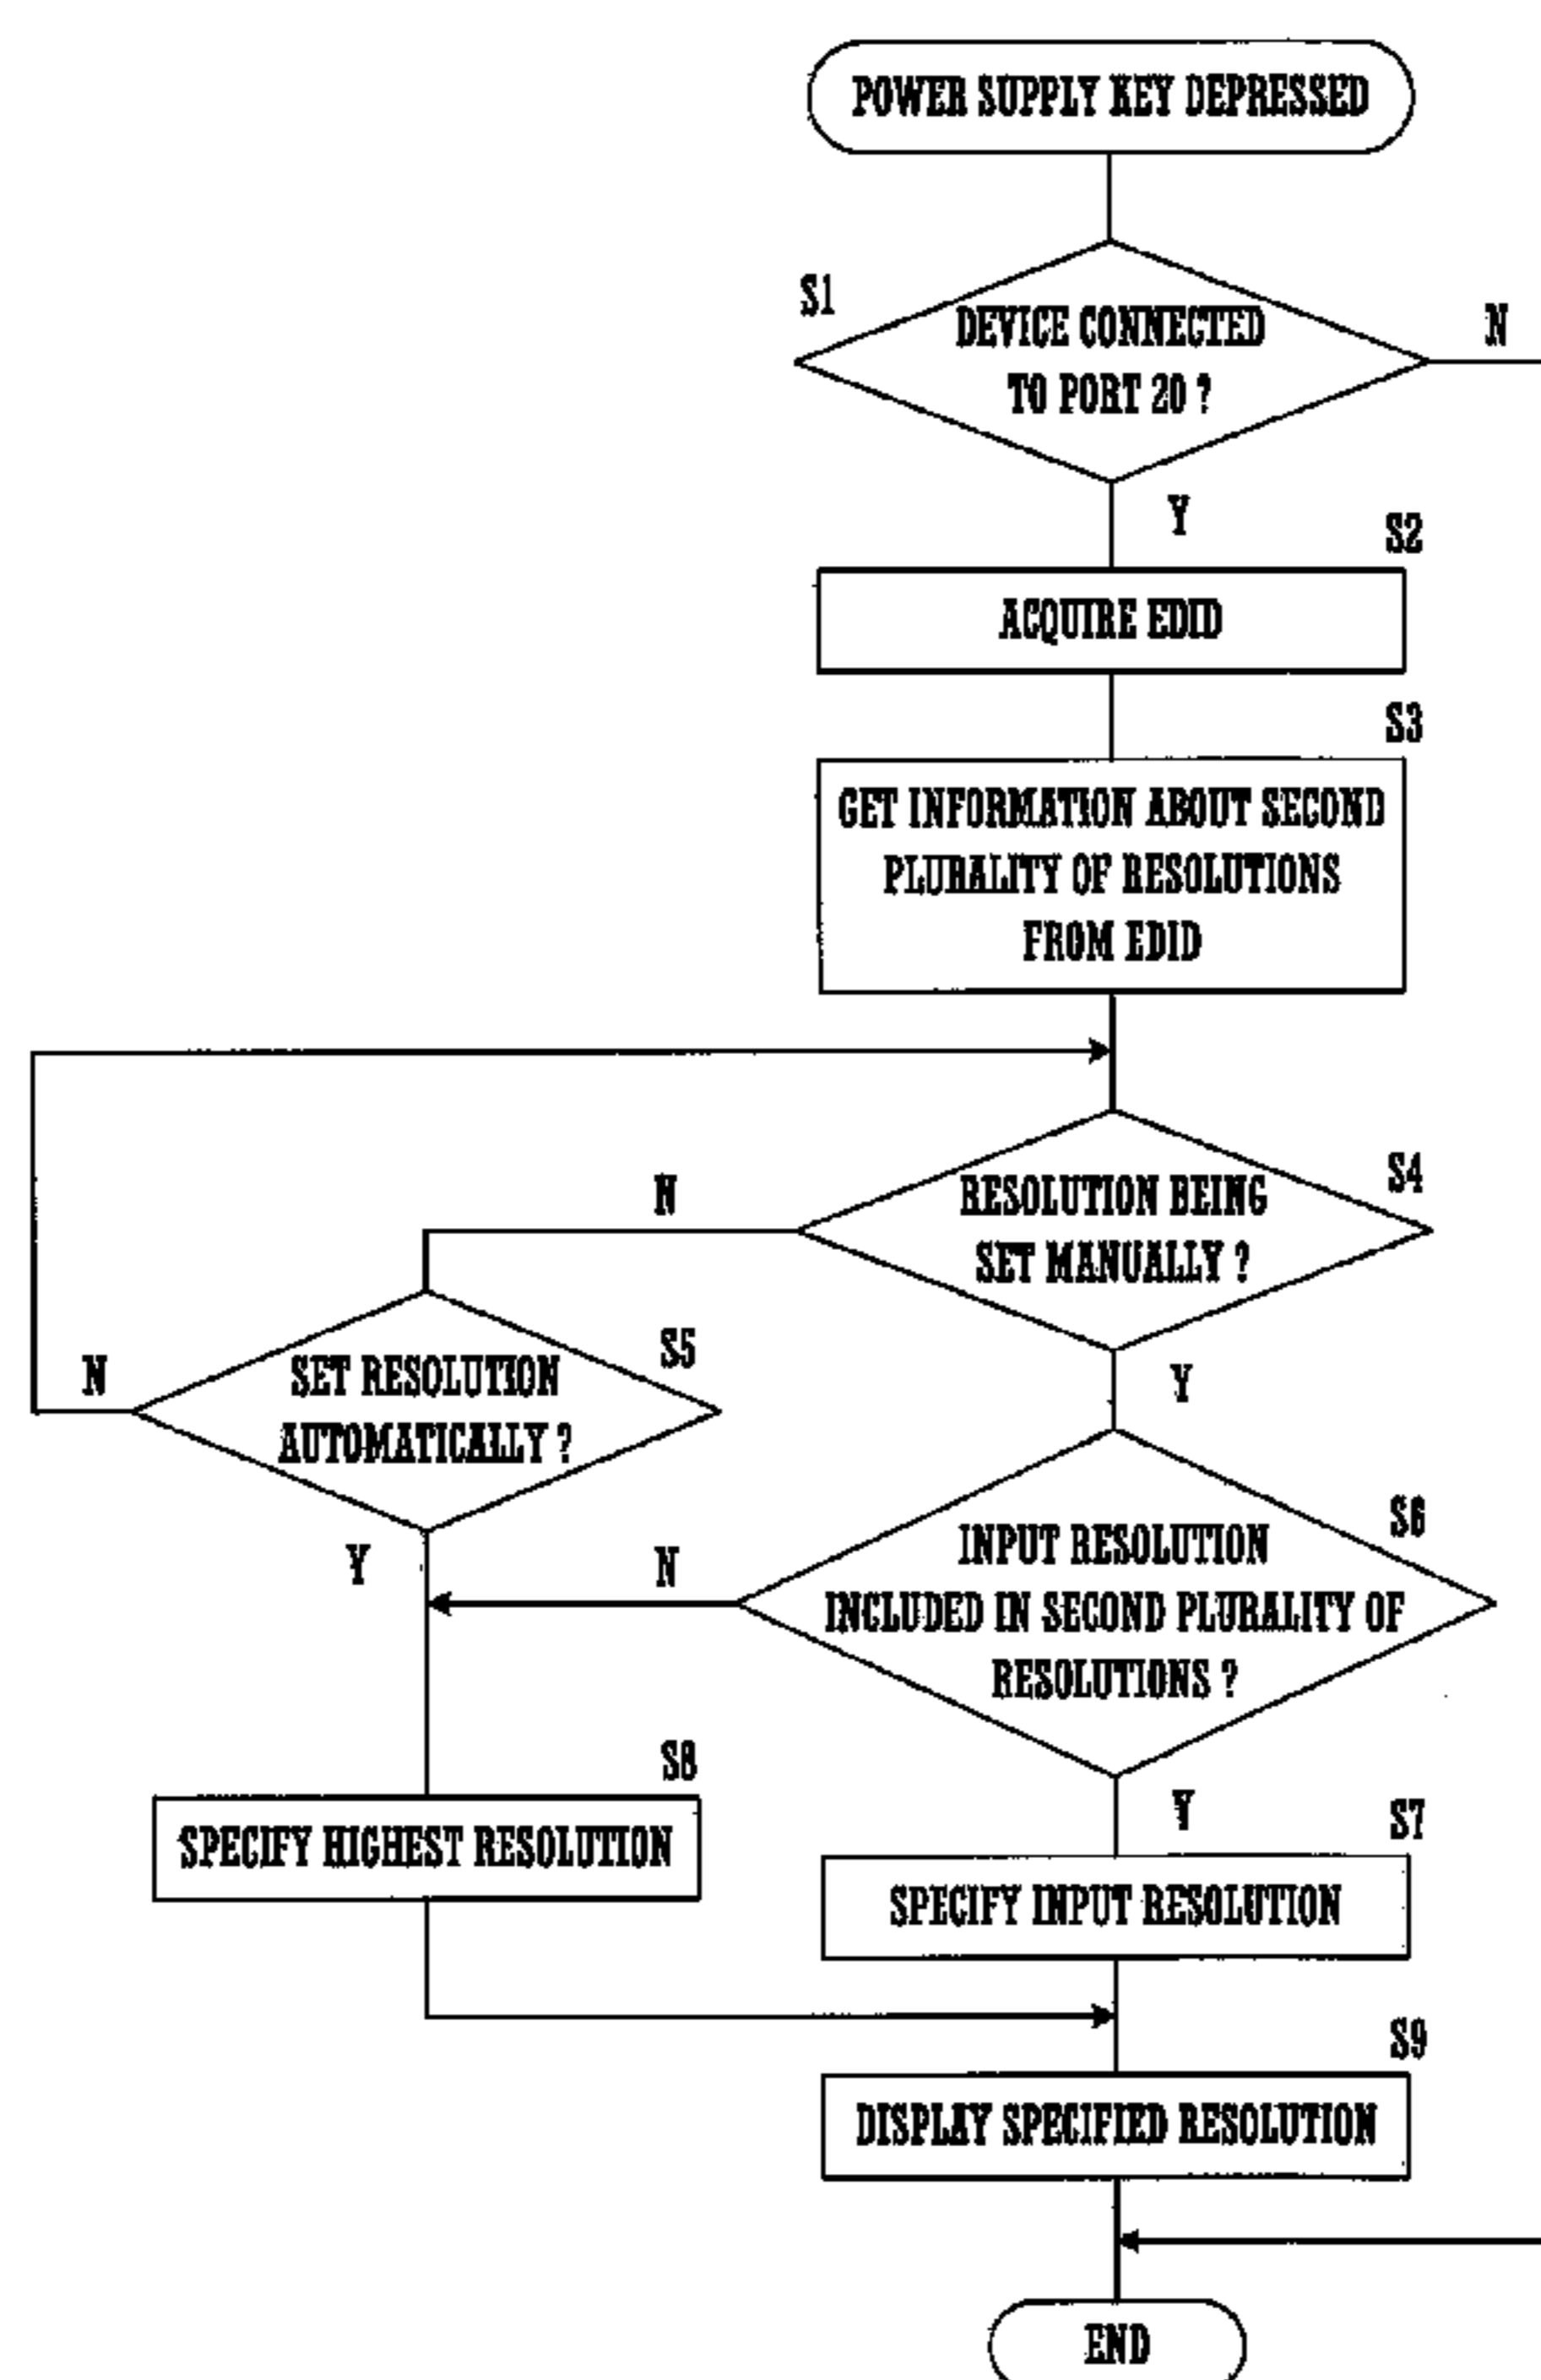 POWER SUPPLY KEY DEPRESSED
S1
DEVICE CONNECTED
TO PORT 20 ?
N
Y
S2
ACQUIRE EDID
S3
GET INFORMATION ABOUT SECOND
PLURALITY OF RESOLUTIONS
FROM EDID
S4
RESOLUTION BEING
SET MANUALLY ?
N
Y
S5
SET RESOLUTION
AUTOMATICALLY ?
N
Y
S6
INPUT RESOLUTION
INCLUDED IN SECOND PLURALITY OF
RESOLUTIONS ?
N
Y
S8
SPECIFY HIGHEST RESOLUTION
S7
SPECIFY INPUT RESOLUTION
S9
DISPLAY SPECIFIED RESOLUTION
END